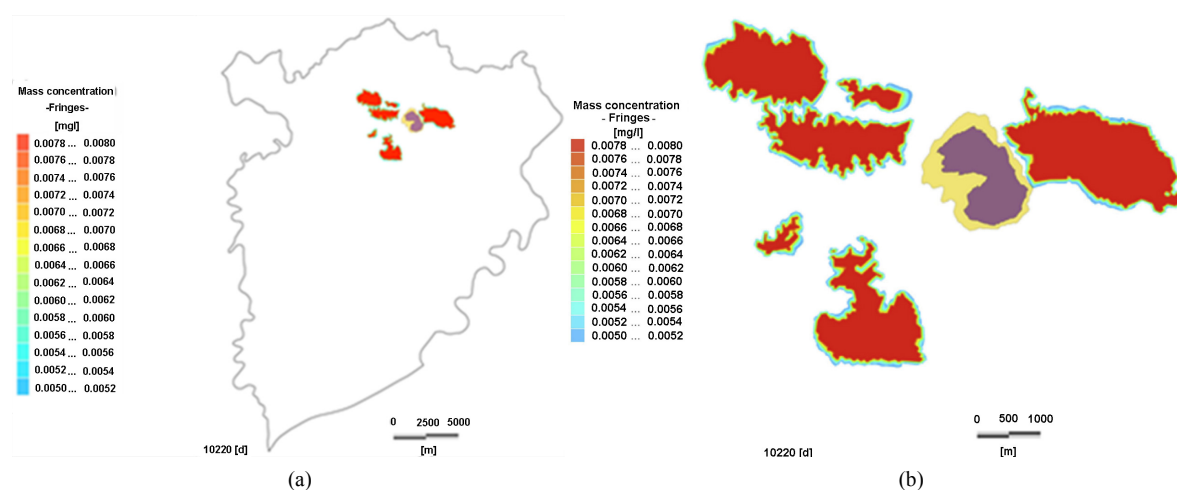 Mass concentration
-Fringes-
[mgl]
0.0078 ... 0.0080
0.0076 ... 0.0078
0.0074 ... 0.0076
0.0072 ... 0.0074
0.0070 ... 0.0072
0.0068 ... 0.0070
0.0066 ... 0.0068
0.0064 ... 0.0066
0.0062 ... 0.0064
0.0060 ... 0.0062
0.0058 ... 0.0060
0.0056 ... 0.0058
0.0054 ... 0.0056
0.0052 ... 0.0054
0.0050 ... 0.0052
0 2500 5000
[m]
10220 [d]
(a)
Mass concentration
- Fringes -
[mg/l]
0.0078 ... 0.0080
0.0076 ... 0.0078
0.0074 ... 0.0076
0.0072 ... 0.0074
0.0070 ... 0.0072
0.0068 ... 0.0070
0.0066 ... 0.0068
0.0064 ... 0.0066
0.0062 ... 0.0064
0.0060 ... 0.0062
0.0058 ... 0.0060
0.0056 ... 0.0058
0.0054 ... 0.0056
0.0052 ... 0.0054
0.0050 ... 0.0052
0 500 1000
[m]
10220 [d]
(b)